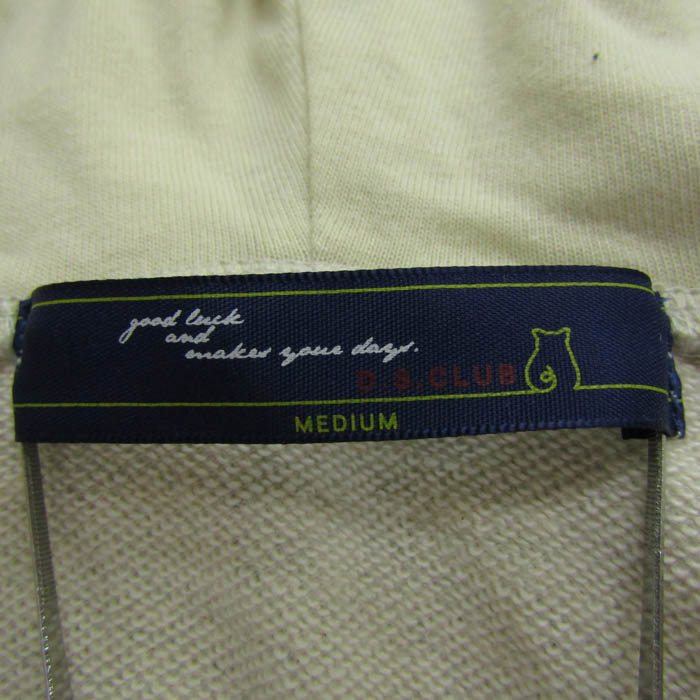 good luck
and
makes your days.
D.S.CLUB
MEDIUM